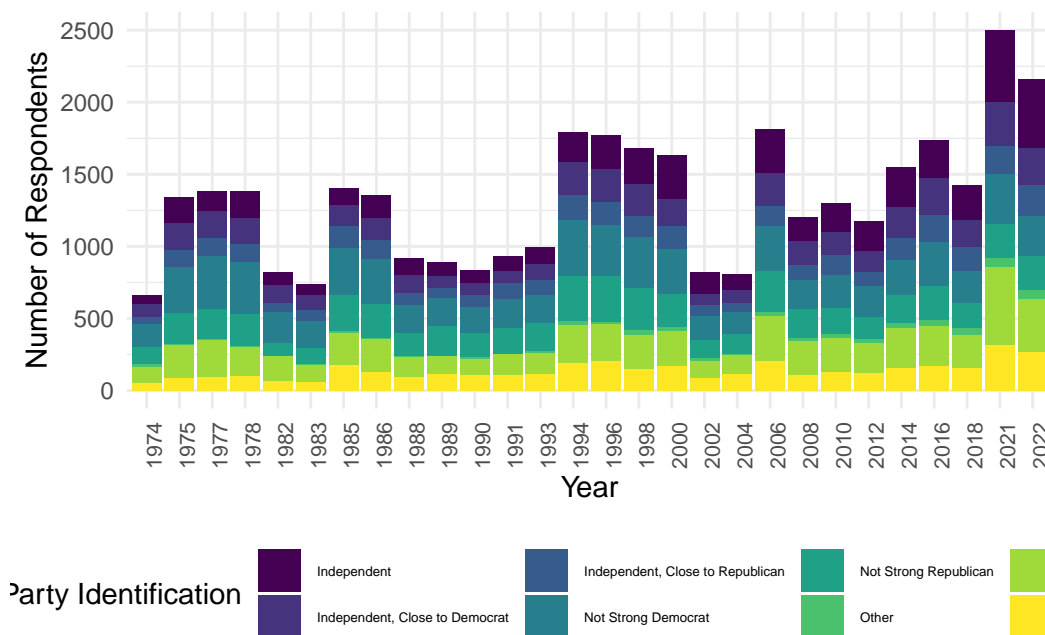 2500
2000
1500
1000
500
0
Number of Respondents
1974 1975 1977 1978 1982 1983 1985 1986 1988 1989 1990 1991 1993 1994 1996 1998 2000 2002 2004 2006 2008 2010 2012 2014 2016 2018 2021 2022
Year
Party Identification
Independent
Independent, Close to Democrat
Independent, Close to Republican
Not Strong Democrat
Not Strong Republican
Other